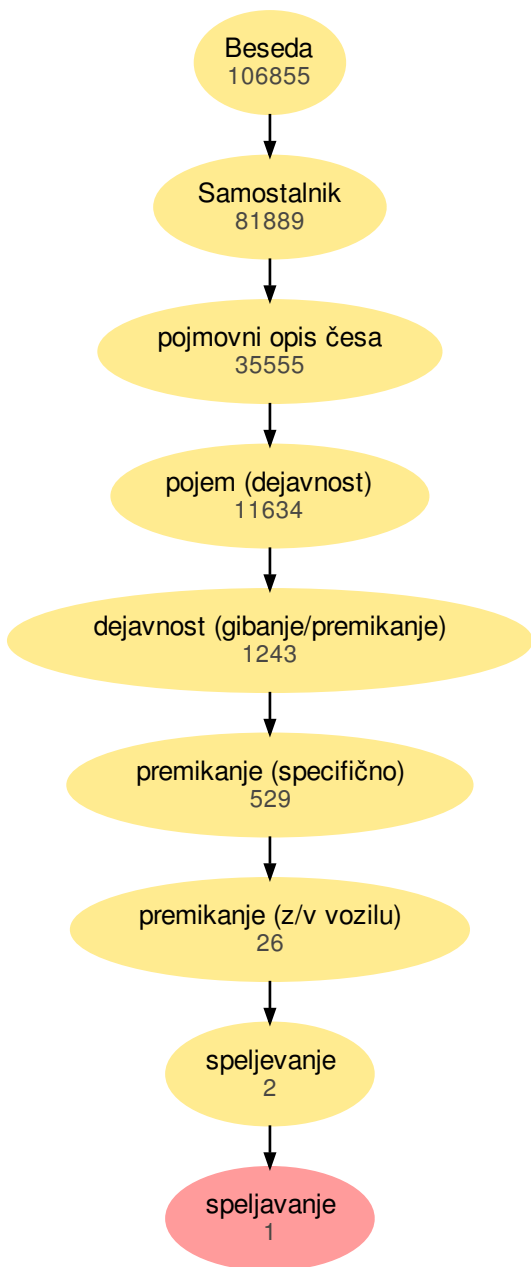 Beseda
106855
Samostalnik
81889
pojmovni opis česa
35555
pojem (dejavnost)
11634
dejavnost (gibanje/premikanje)
1243
premikanje (specifično)
529
premikanje (z/v vozilu)
26
speljevanje
2
speljavanje
1